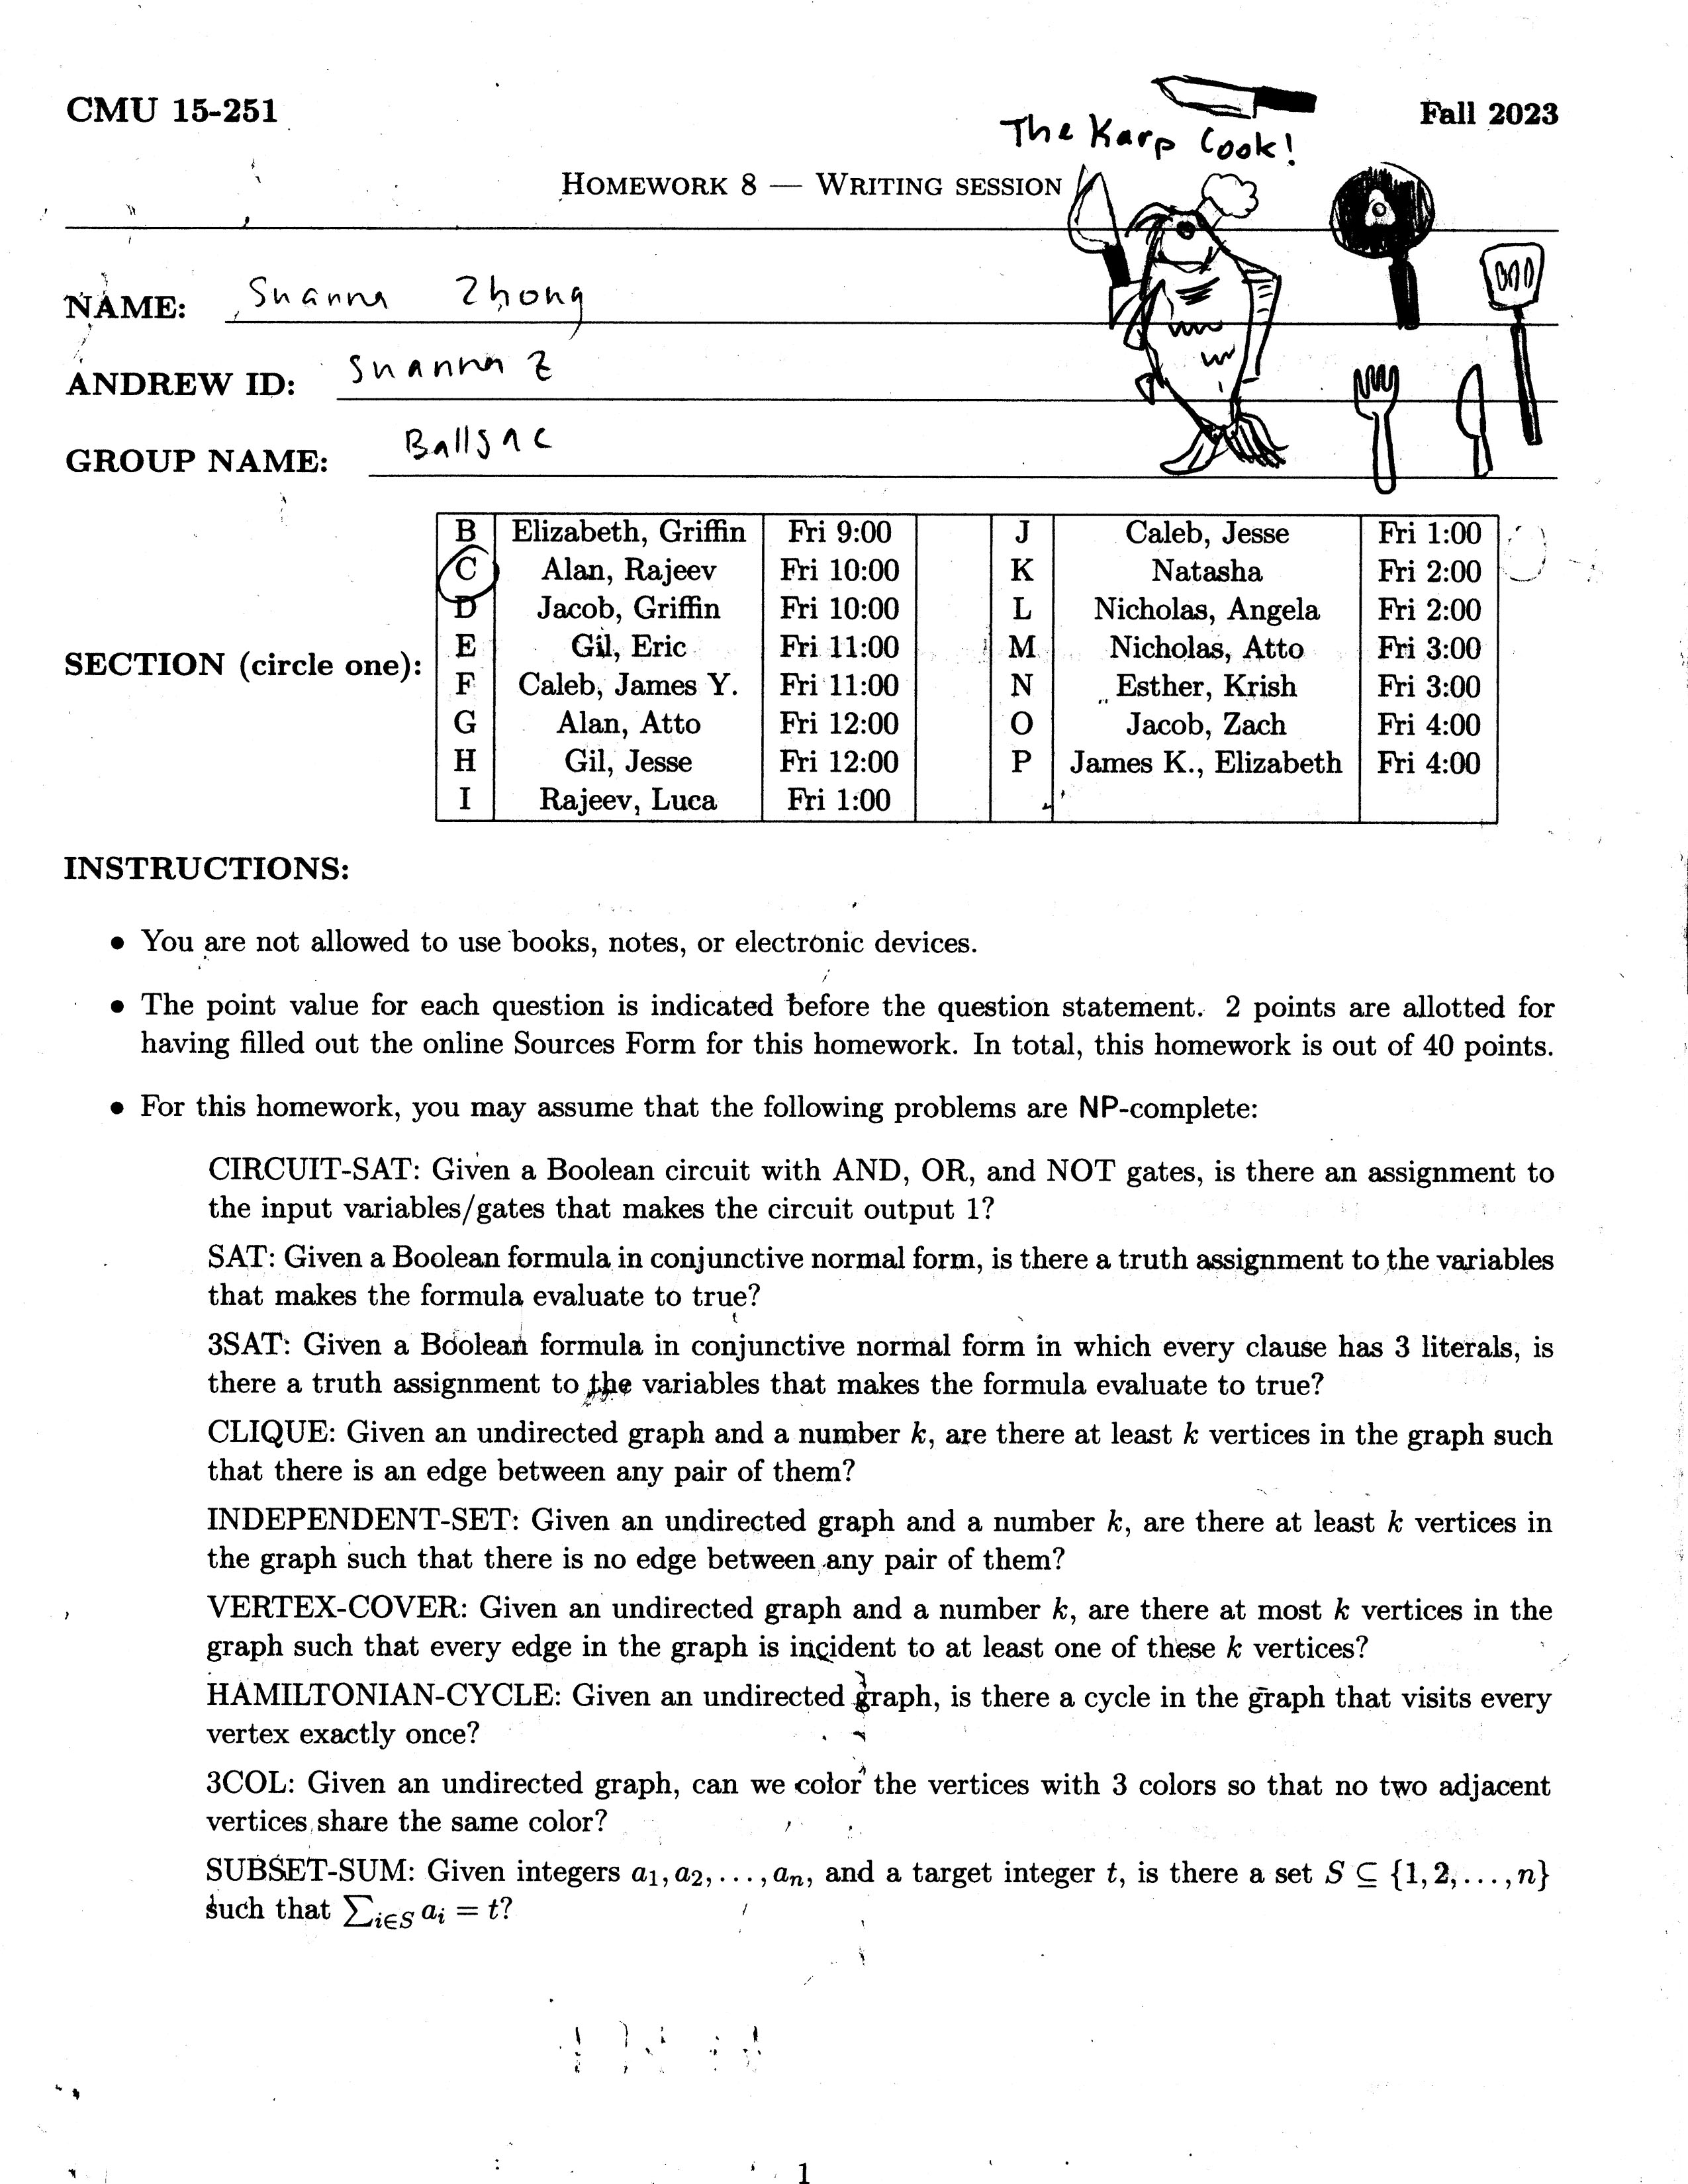 CMU 15-251
The Karp Cook!
Fall 2023
HOMEWORK 8 — WRITING SESSION
NAME: Shanna Zhong
ANDREW ID: Shanna Z
GROUP NAME: Ballsac
SECTION (circle one):
B Elizabeth, Griffin Fri 9:00 J Caleb, Jesse Fri 1:00
C Alan, Rajeev Fri 10:00 K Natasha Fri 2:00
D Jacob, Griffin Fri 10:00 L Nicholas, Angela Fri 2:00
E Gil, Eric Fri 11:00 M Nicholas, Atto Fri 3:00
F Caleb, James Y. Fri 11:00 N Esther, Krish Fri 3:00
G Alan, Atto Fri 12:00 O Jacob, Zach Fri 4:00
H Gil, Jesse Fri 12:00 P James K., Elizabeth Fri 4:00
I Rajeev, Luca Fri 1:00
INSTRUCTIONS:
• You are not allowed to use books, notes, or electronic devices.
• The point value for each question is indicated before the question statement. 2 points are allotted for
having filled out the online Sources Form for this homework. In total, this homework is out of 40 points.
• For this homework, you may assume that the following problems are NP-complete:
CIRCUIT-SAT: Given a Boolean circuit with AND, OR, and NOT gates, is there an assignment to
the input variables/gates that makes the circuit output 1?
SAT: Given a Boolean formula in conjunctive normal form, is there a truth assignment to the variables
that makes the formula evaluate to true?
3SAT: Given a Boolean formula in conjunctive normal form in which every clause has 3 literals, is
there a truth assignment to the variables that makes the formula evaluate to true?
CLIQUE: Given an undirected graph and a number k, are there at least k vertices in the graph such
that there is an edge between any pair of them?
INDEPENDENT-SET: Given an undirected graph and a number k, are there at least k vertices in
the graph such that there is no edge between any pair of them?
VERTEX-COVER: Given an undirected graph and a number k, are there at most k vertices in the
graph such that every edge in the graph is incident to at least one of these k vertices?
HAMILTONIAN-CYCLE: Given an undirected graph, is there a cycle in the graph that visits every
vertex exactly once?
3COL: Given an undirected graph, can we color the vertices with 3 colors so that no two adjacent
vertices share the same color?
SUBSET-SUM: Given integers a₁, a₂, . . . , aₙ, and a target integer t, is there a set S ⊆ {1, 2, . . . , n}
such that ∑_{i∈S} aᵢ = t?
1